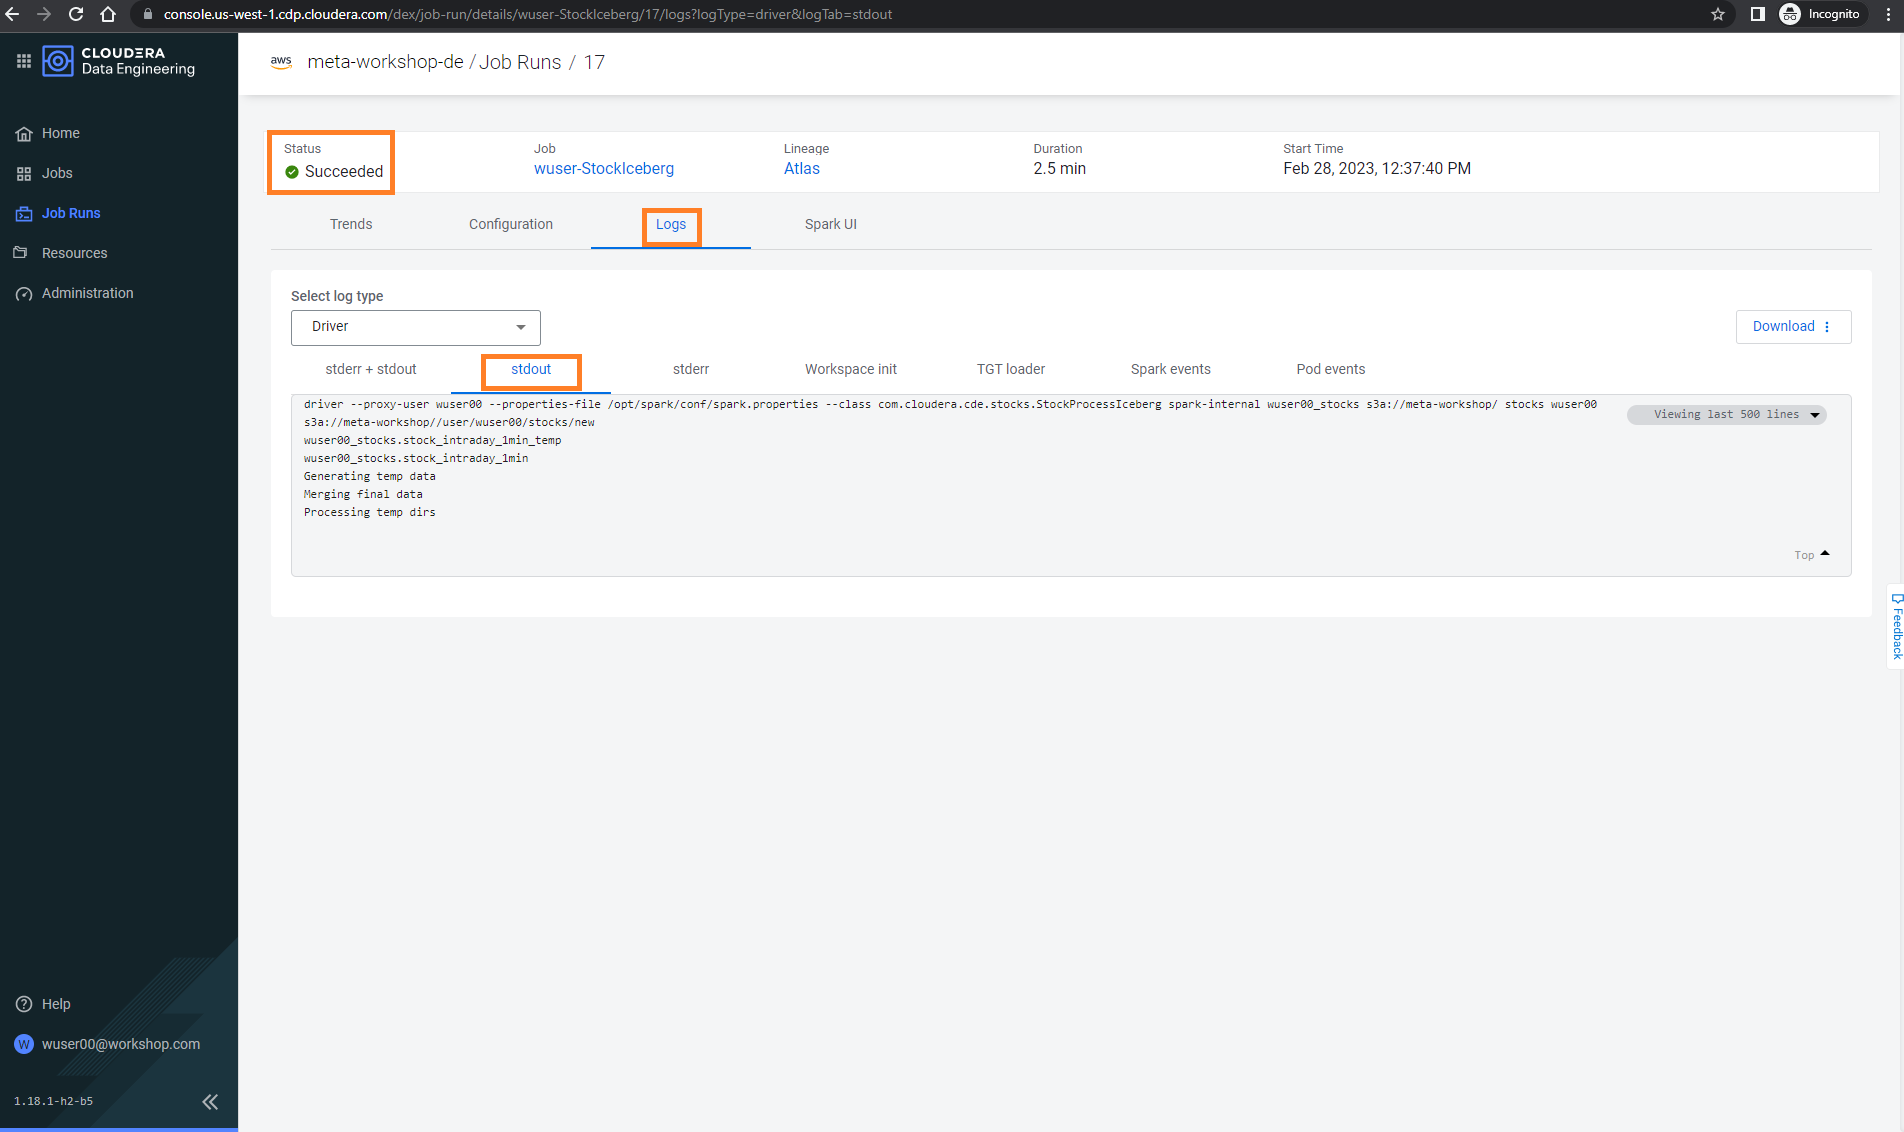 console.us-west-1.cdp.cloudera.com/dex/job-run/details/wuser-StockIceberg/17/logs?logType=driver&logTab=stdout
Incognito
CLOUDERA
Data Engineering
aws
meta-workshop-de / Job Runs / 17
Home
Jobs
Job Runs
Resources
Administration
Status
Succeeded
Job
wuser-StockIceberg
Lineage
Atlas
Duration
2.5 min
Start Time
Feb 28, 2023, 12:37:40 PM
Trends
Configuration
Logs
Spark UI
Select log type
Driver
Download
stderr + stdout
stdout
stderr
Workspace init
TGT loader
Spark events
Pod events
driver --proxy-user wuser00 --properties-file /opt/spark/conf/spark.properties --class com.cloudera.cde.stocks.StockProcessIceberg spark-internal wuser00_stocks s3a://meta-workshop/ stocks wuser00
s3a://meta-workshop//user/wuser00/stocks/new
wuser00_stocks.stock_intraday_1min_temp
wuser00_stocks.stock_intraday_1min
Generating temp data
Merging final data
Processing temp dirs
Viewing last 500 lines
Top
Feedback
Help
W
wuser00@workshop.com
1.18.1-h2-b5